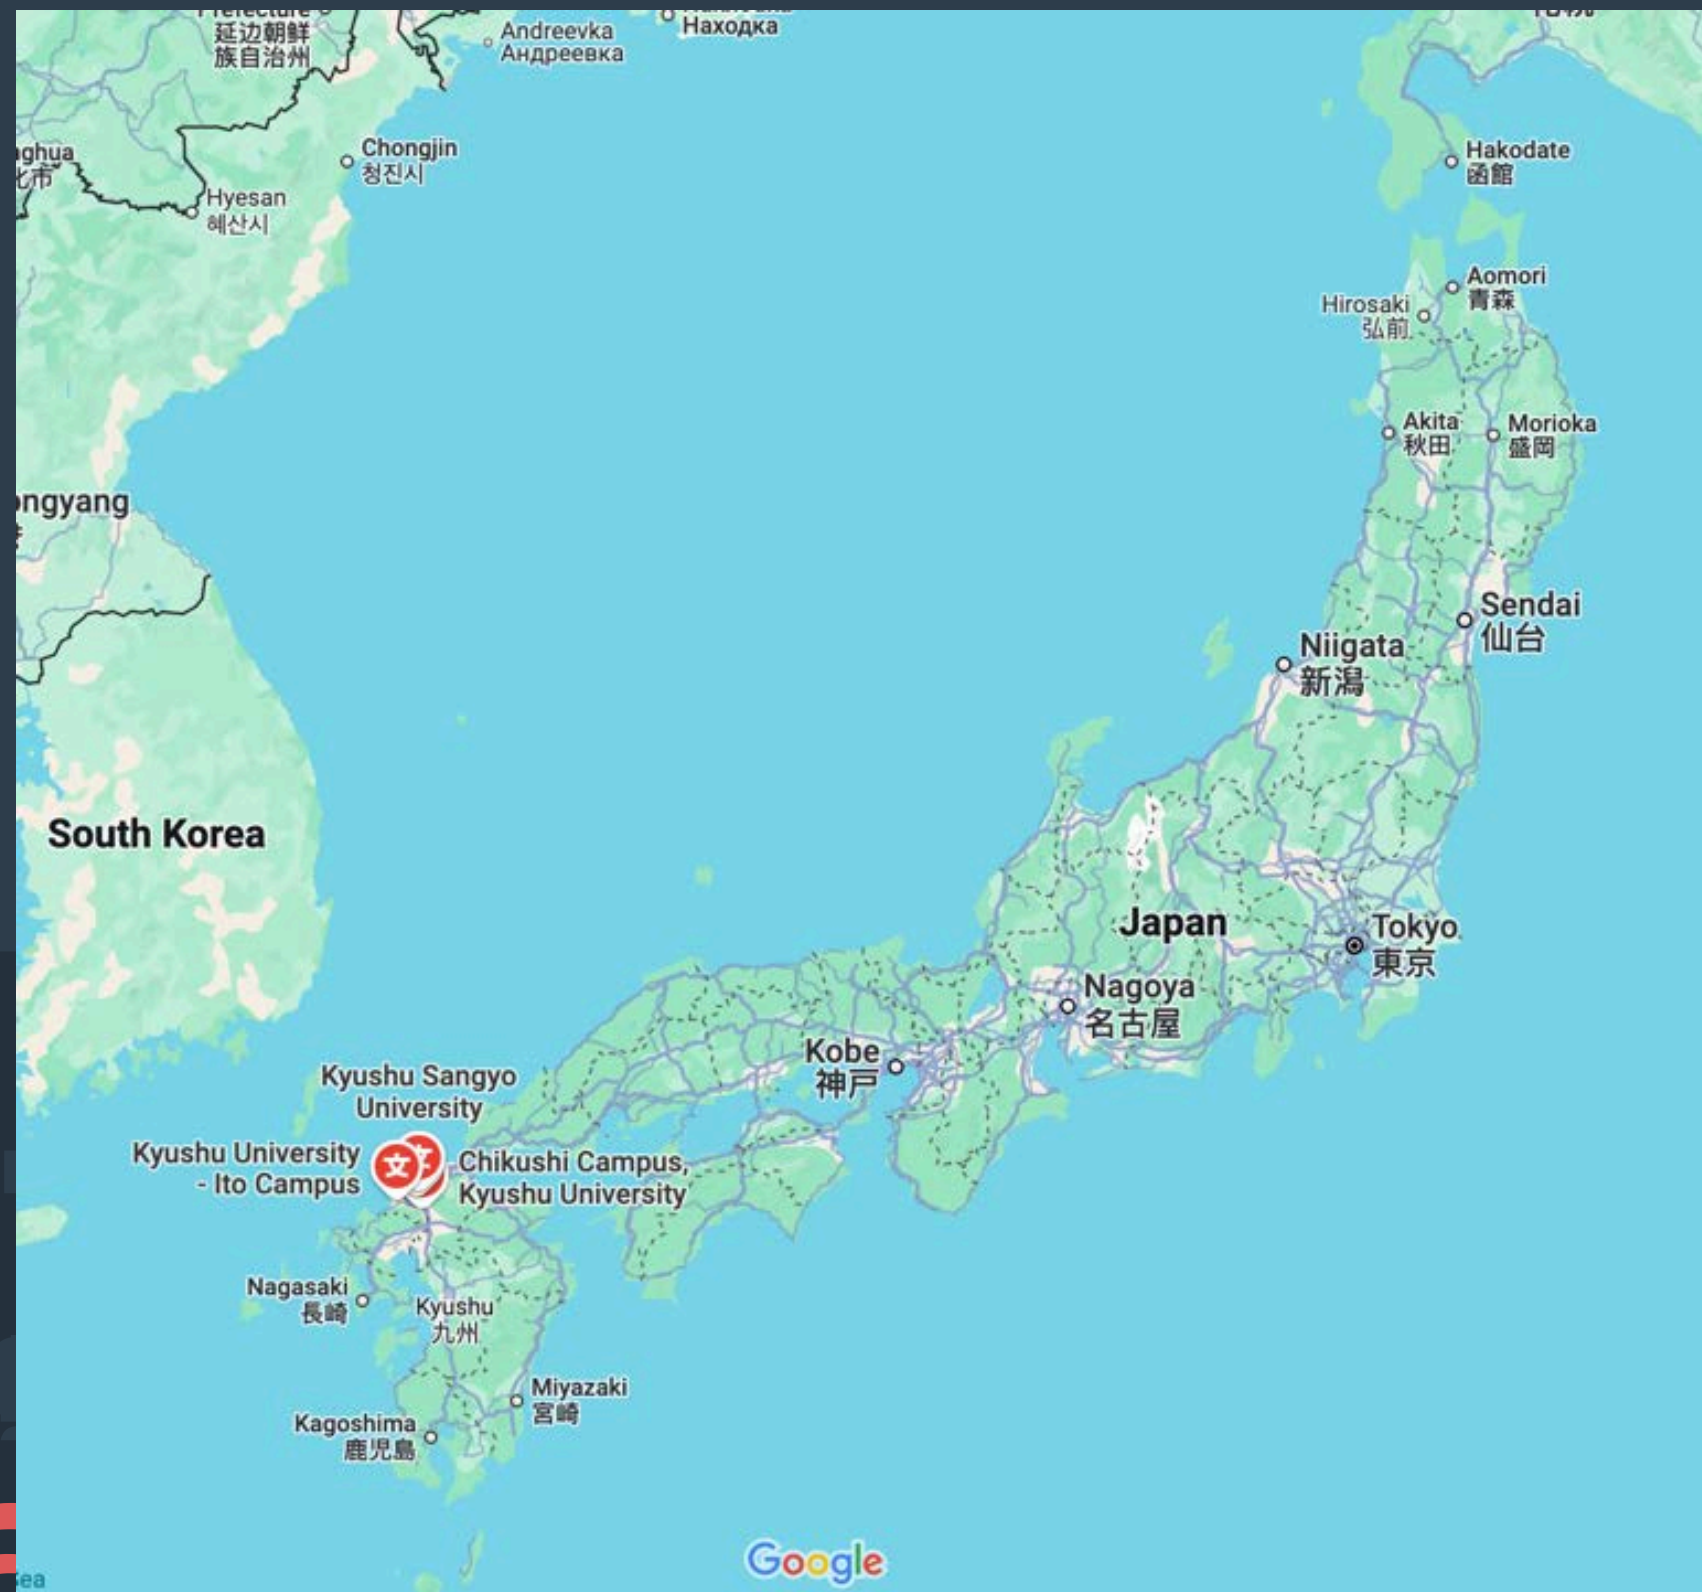 Prefecture
延边朝鲜
族自治州
Andreevka
Андреевка
Находка
Chongjin
청진시
Hyesan
혜산시
Hakodate
函館
Aomori
青森
Hirosaki
弘前
Akita
秋田
Morioka
盛岡
ongyang
Sendai
仙台
Niigata
新潟
South Korea
Japan
Tokyo
東京
Nagoya
名古屋
Kobe
神戸
Kyushu Sangyo
University
Kyushu University
- Ito Campus
Chikushi Campus,
Kyushu University
Nagasaki
長崎
Kyushu
九州
Miyazaki
宮崎
Kagoshima
鹿児島
Google